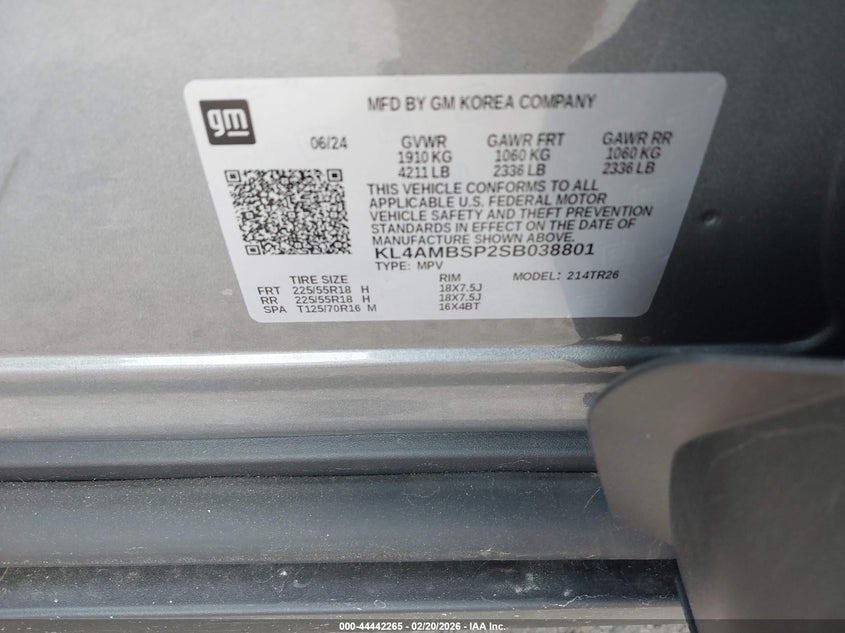 gm
MFD BY GM KOREA COMPANY
06/24 GVWR GAWR FRT GAWR RR
1910 KG 1060 KG 1060 KG
4211 LB 2336 LB 2336 LB
THIS VEHICLE CONFORMS TO ALL
APPLICABLE U.S. FEDERAL MOTOR
VEHICLE SAFETY AND THEFT PREVENTION
STANDARDS IN EFFECT ON THE DATE OF
MANUFACTURE SHOWN ABOVE.
KL4AMBSP2SB038801
TYPE: MPV
MODEL: 214TR26
TIRE SIZE RIM
FRT 225/55R18 H 18X7.5J
RR 225/55R18 H 18X7.5J
SPA T125/70R16 M 16X4BT
000-44442265 - 02/20/2026 - IAA Inc.